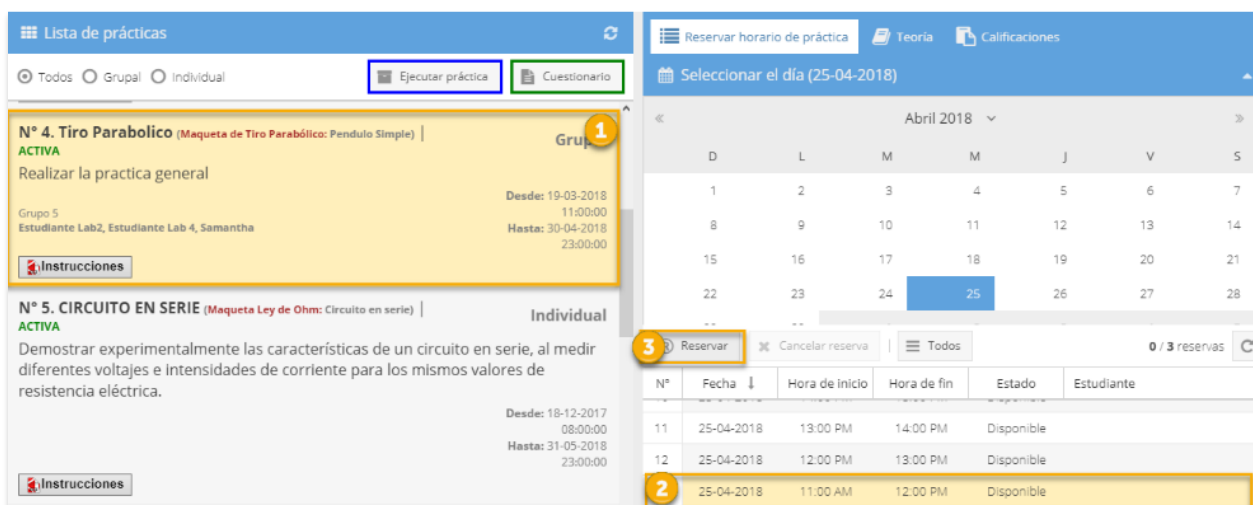 Lista de prácticas
Todos Grupal Individual Ejecutar práctica Cuestionario
N° 4. Tiro Parabolico (Maqueta de Tiro Parabólico: Pendulo Simple) |
ACTIVA
1
Realizar la practica general
Grupo 5
Estudiante Lab2, Estudiante Lab 4, Samantha
Desde: 19-03-2018
11:00:00
Hasta: 30-04-2018
23:00:00
Instrucciones
N° 5. CIRCUITO EN SERIE (Maqueta Ley de Ohm: Circuito en serie) |
ACTIVA
Individual
Demostrar experimentalmente las características de un circuito en serie, al medir
diferentes voltajes e intensidades de corriente para los mismos valores de
resistencia eléctrica.
Desde: 18-12-2017
08:00:00
Hasta: 31-05-2018
23:00:00
Instrucciones
Reservar horario de práctica Teoría Calificaciones
Seleccionar el día (25-04-2018)
« Abril 2018 »
D L M M J V S
1 2 3 4 5 6 7
8 9 10 11 12 13 14
15 16 17 18 19 20 21
22 23 24 25 26 27 28
3 Reservar Cancelar reserva | Todos 0 / 3 reservas
N° Fecha ↓ Hora de inicio Hora de fin Estado Estudiante
11 25-04-2018 13:00 PM 14:00 PM Disponible
12 25-04-2018 12:00 PM 13:00 PM Disponible
2 25-04-2018 11:00 AM 12:00 PM Disponible